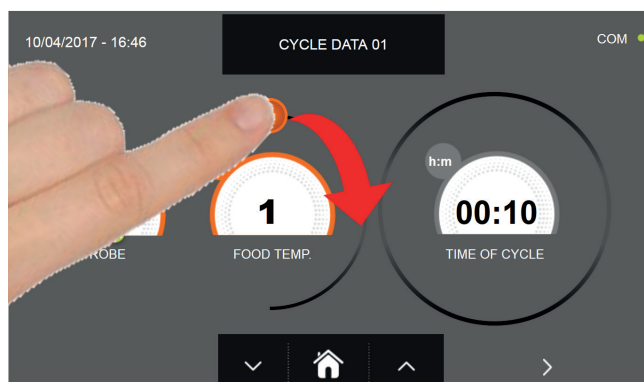 10/04/2017 - 16:46
CYCLE DATA 01
COM
h:m
1
00:10
ROBE
FOOD TEMP.
TIME OF CYCLE